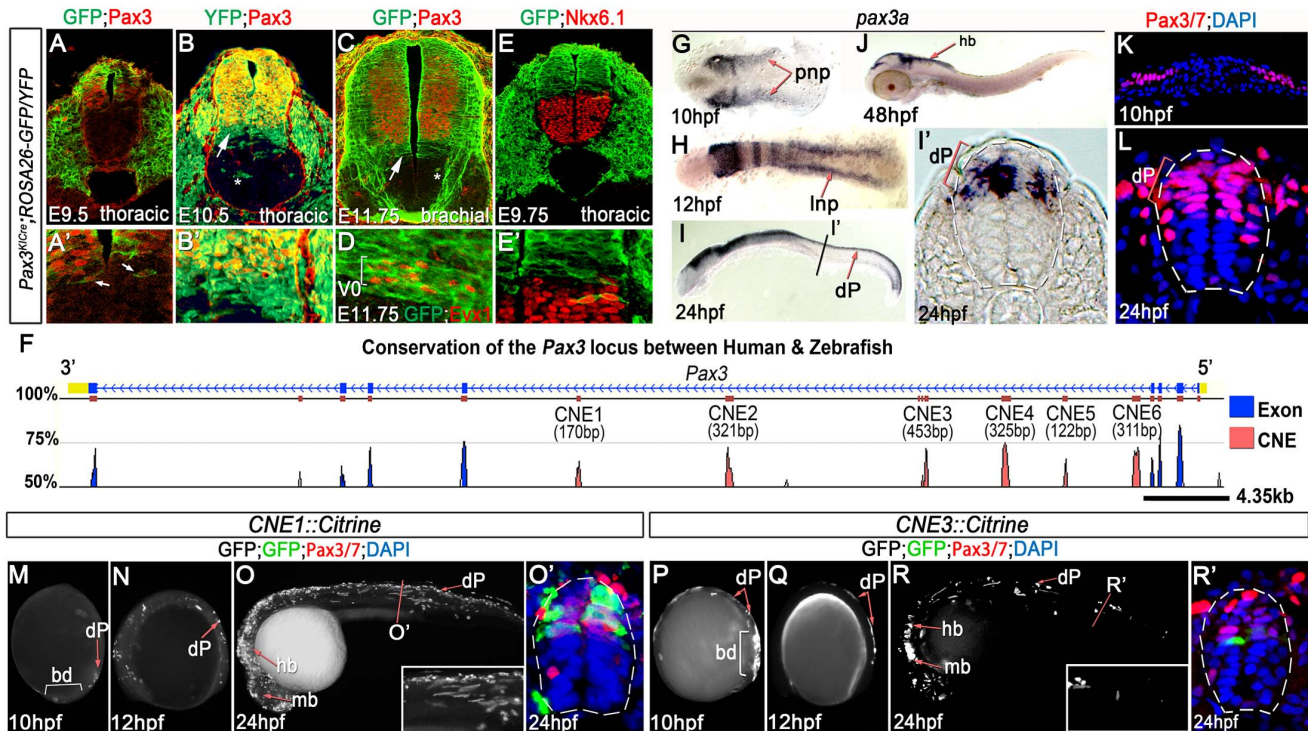 GFP;Pax3
YFP;Pax3
GFP;Pax3
GFP;Nkx6.1
pax3a
Pax3/7;DAPI
Pax3KICre;ROSA26-GFP/YFP
A
E9.5 thoracic
B
*
E10.5 thoracic
C
*
E11.75 brachial
E
E9.75 thoracic
G
pnp
10hpf
J
hb
48hpf
K
10hpf
A'
B'
D
V0
E11.75 GFP;Evx1
E'
H
lnp
12hpf
I
I'
dP
24hpf
I'
dP
24hpf
L
dP
24hpf
F
Conservation of the Pax3 locus between Human & Zebrafish
3'
Pax3
5'
100%
75%
50%
CNE1
(170bp)
CNE2
(321bp)
CNE3
(453bp)
CNE4
(325bp)
CNE5
(122bp)
CNE6
(311bp)
Exon
CNE
4.35kb
CNE1::Citrine
GFP;GFP;Pax3/7;DAPI
M
dP
bd
10hpf
N
dP
12hpf
O
dP
O'
hb
mb
24hpf
O'
24hpf
CNE3::Citrine
GFP;GFP;Pax3/7;DAPI
P
dP
bd
10hpf
Q
dP
12hpf
R
dP
R'
hb
mb
24hpf
R'
24hpf